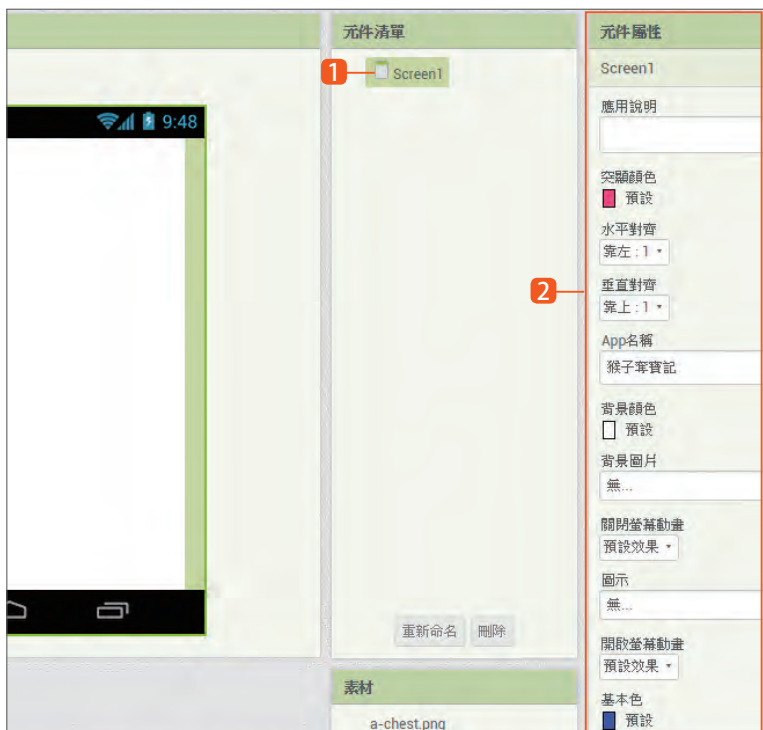 9:48
元件清單
1
Screen1
重新命名 刪除
素材
a-chest.png
2
元件屬性
Screen1
應用說明
突顯顏色
預設
水平對齊
靠左 : 1
垂直對齊
靠上 : 1
App名稱
猴子奪寶記
背景顏色
預設
背景圖片
無...
關閉螢幕動畫
預設效果
圖示
無...
開啟螢幕動畫
預設效果
基本色
預設